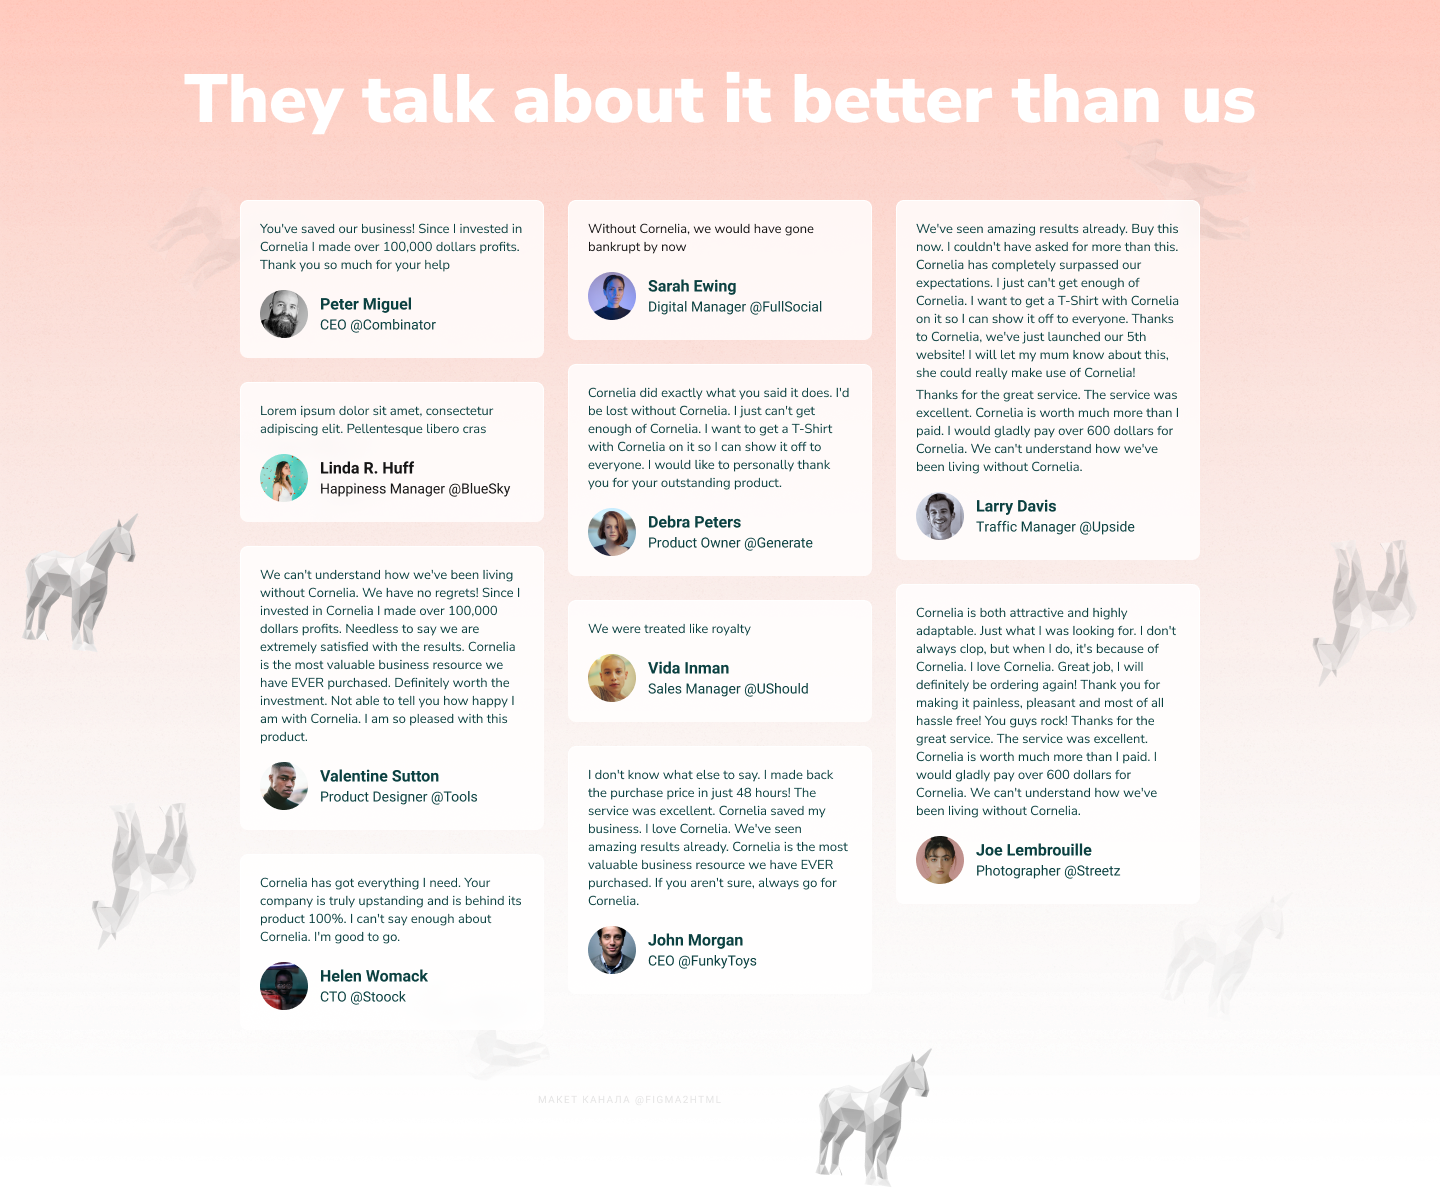 They talk about it better than us
You've saved our business! Since I invested in
Cornelia I made over 100,000 dollars profits.
Thank you so much for your help
Peter Miguel
CEO @Combinator
Lorem ipsum dolor sit amet, consectetur
adipiscing elit. Pellentesque libero cras
Linda R. Huff
Happiness Manager @BlueSky
We can't understand how we've been living
without Cornelia. We have no regrets! Since I
invested in Cornelia I made over 100,000
dollars profits. Needless to say we are
extremely satisfied with the results. Cornelia
is the most valuable business resource we
have EVER purchased. Definitely worth the
investment. Not able to tell you how happy I
am with Cornelia. I am so pleased with this
product.
Valentine Sutton
Product Designer @Tools
Cornelia has got everything I need. Your
company is truly upstanding and is behind its
product 100%. I can't say enough about
Cornelia. I'm good to go.
Helen Womack
CTO @Stoock
Without Cornelia, we would have gone
bankrupt by now
Sarah Ewing
Digital Manager @FullSocial
Cornelia did exactly what you said it does. I'd
be lost without Cornelia. I just can't get
enough of Cornelia. I want to get a T-Shirt
with Cornelia on it so I can show it off to
everyone. I would like to personally thank
you for your outstanding product.
Debra Peters
Product Owner @Generate
We were treated like royalty
Vida Inman
Sales Manager @UShould
I don't know what else to say. I made back
the purchase price in just 48 hours! The
service was excellent. Cornelia saved my
business. I love Cornelia. We've seen
amazing results already. Cornelia is the most
valuable business resource we have EVER
purchased. If you aren't sure, always go for
Cornelia.
John Morgan
CEO @FunkyToys
We've seen amazing results already. Buy this
now. I couldn't have asked for more than this.
Cornelia has completely surpassed our
expectations. I just can't get enough of
Cornelia. I want to get a T-Shirt with Cornelia
on it so I can show it off to everyone. Thanks
to Cornelia, we've just launched our 5th
website! I will let my mum know about this,
she could really make use of Cornelia!
Thanks for the great service. The service was
excellent. Cornelia is worth much more than I
paid. I would gladly pay over 600 dollars for
Cornelia. We can't understand how we've
been living without Cornelia.
Larry Davis
Traffic Manager @Upside
Cornelia is both attractive and highly
adaptable. Just what I was looking for. I don't
always clop, but when I do, it's because of
Cornelia. I love Cornelia. Great job, I will
definitely be ordering again! Thank you for
making it painless, pleasant and most of all
hassle free! You guys rock! Thanks for the
great service. The service was excellent.
Cornelia is worth much more than I paid. I
would gladly pay over 600 dollars for
Cornelia. We can't understand how we've
been living without Cornelia.
Joe Lembrouille
Photographer @Streetz
МАКЕТ КАНАЛА @FIGMA2HTML